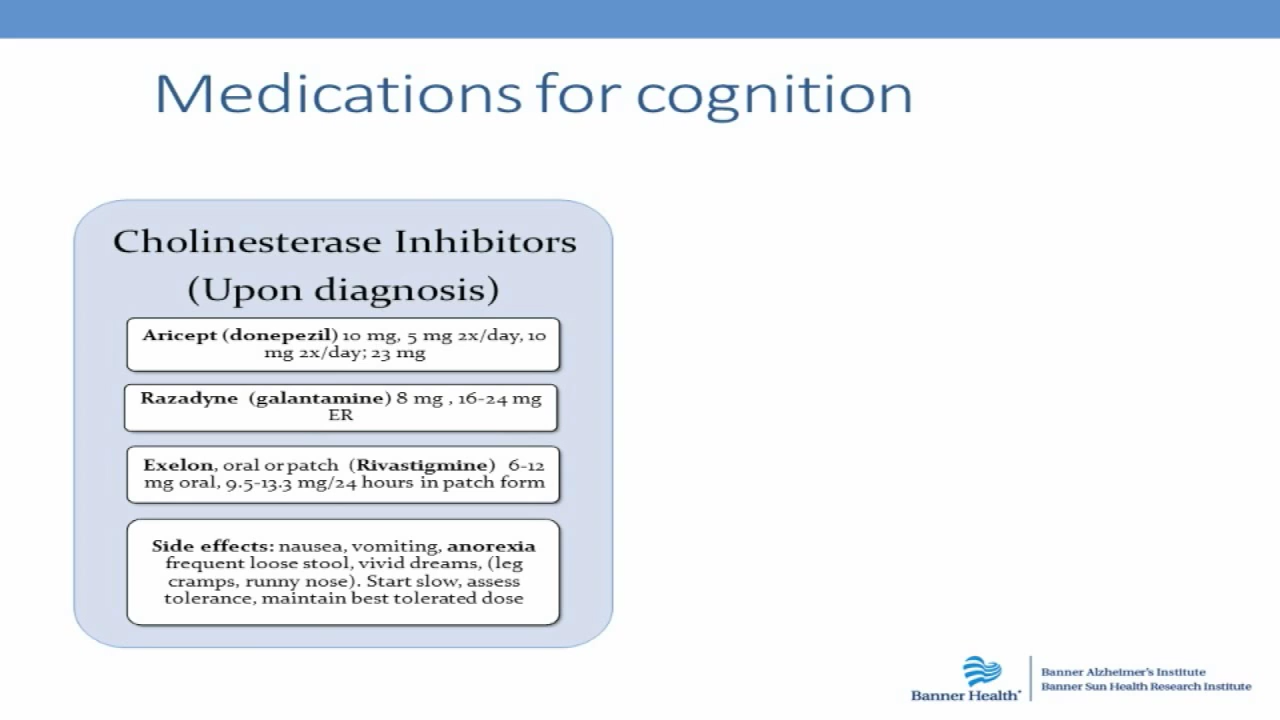 Medications for cognition
Cholinesterase Inhibitors
(Upon diagnosis)
Aricept (donepezil) 10 mg, 5 mg 2x/day, 10
mg 2x/day; 23 mg
Razadyne (galantamine) 8 mg , 16-24 mg
ER
Exelon, oral or patch (Rivastigmine) 6-12
mg oral, 9.5-13.3 mg/24 hours in patch form
Side effects: nausea, vomiting, anorexia
frequent loose stool, vivid dreams, (leg
cramps, runny nose). Start slow, assess
tolerance, maintain best tolerated dose
Banner Health
Banner Alzheimer's Institute
Banner Sun Health Research Institute